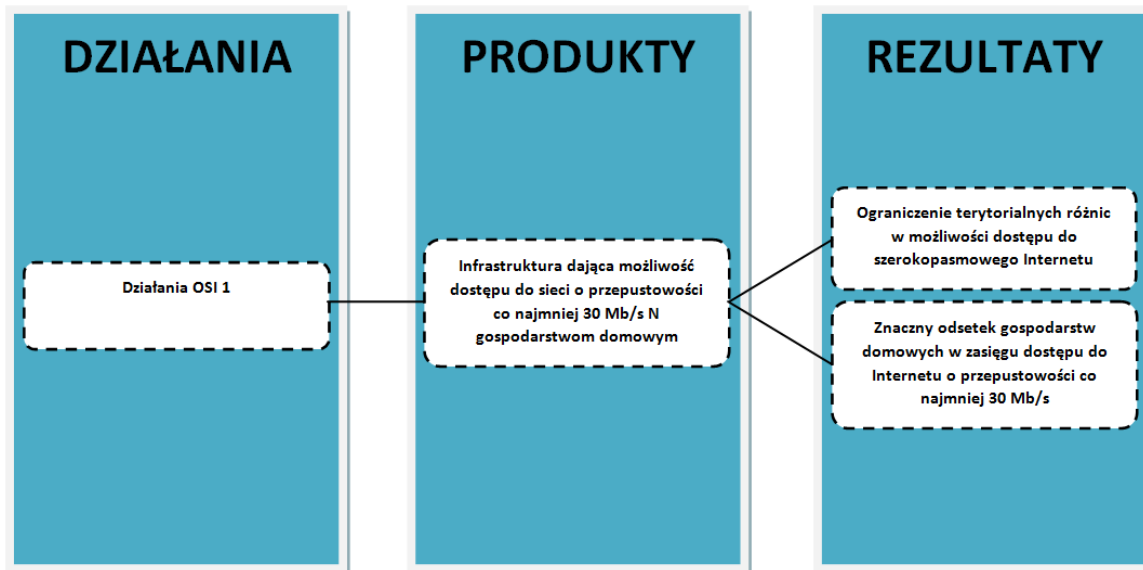 DZIAŁANIA
Działania OSI 1
PRODUKTY
Infrastruktura dająca możliwość
dostępu do sieci o przepustowości
co najmniej 30 Mb/s N
gospodarstwom domowym
REZULTATY
Ograniczenie terytorialnych różnic
w możliwości dostępu do
szerokopasmowego Internetu
Znaczny odsetek gospodarstw
domowych w zasięgu dostępu do
Internetu o przepustowości co
najmniej 30 Mb/s